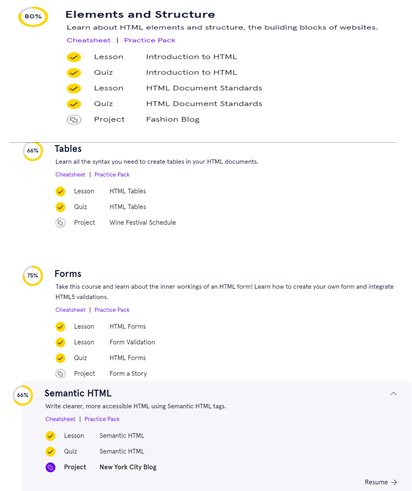 80%
Elements and Structure
Learn about HTML elements and structure, the building blocks of websites.
Cheatsheet | Practice Pack
Lesson Introduction to HTML
Quiz Introduction to HTML
Lesson HTML Document Standards
Quiz HTML Document Standards
Project Fashion Blog
66%
Tables
Learn all the syntax you need to create tables in your HTML documents.
Cheatsheet | Practice Pack
Lesson HTML Tables
Quiz HTML Tables
Project Wine Festival Schedule
75%
Forms
Take this course and learn about the inner workings of an HTML form! Learn how to create your own form and integrate
HTML5 validations.
Cheatsheet | Practice Pack
Lesson HTML Forms
Lesson Form Validation
Quiz HTML Forms
Project Form a Story
66%
Semantic HTML
Write clearer, more accessible HTML using Semantic HTML tags.
Cheatsheet | Practice Pack
Lesson Semantic HTML
Quiz Semantic HTML
Project New York City Blog
Resume